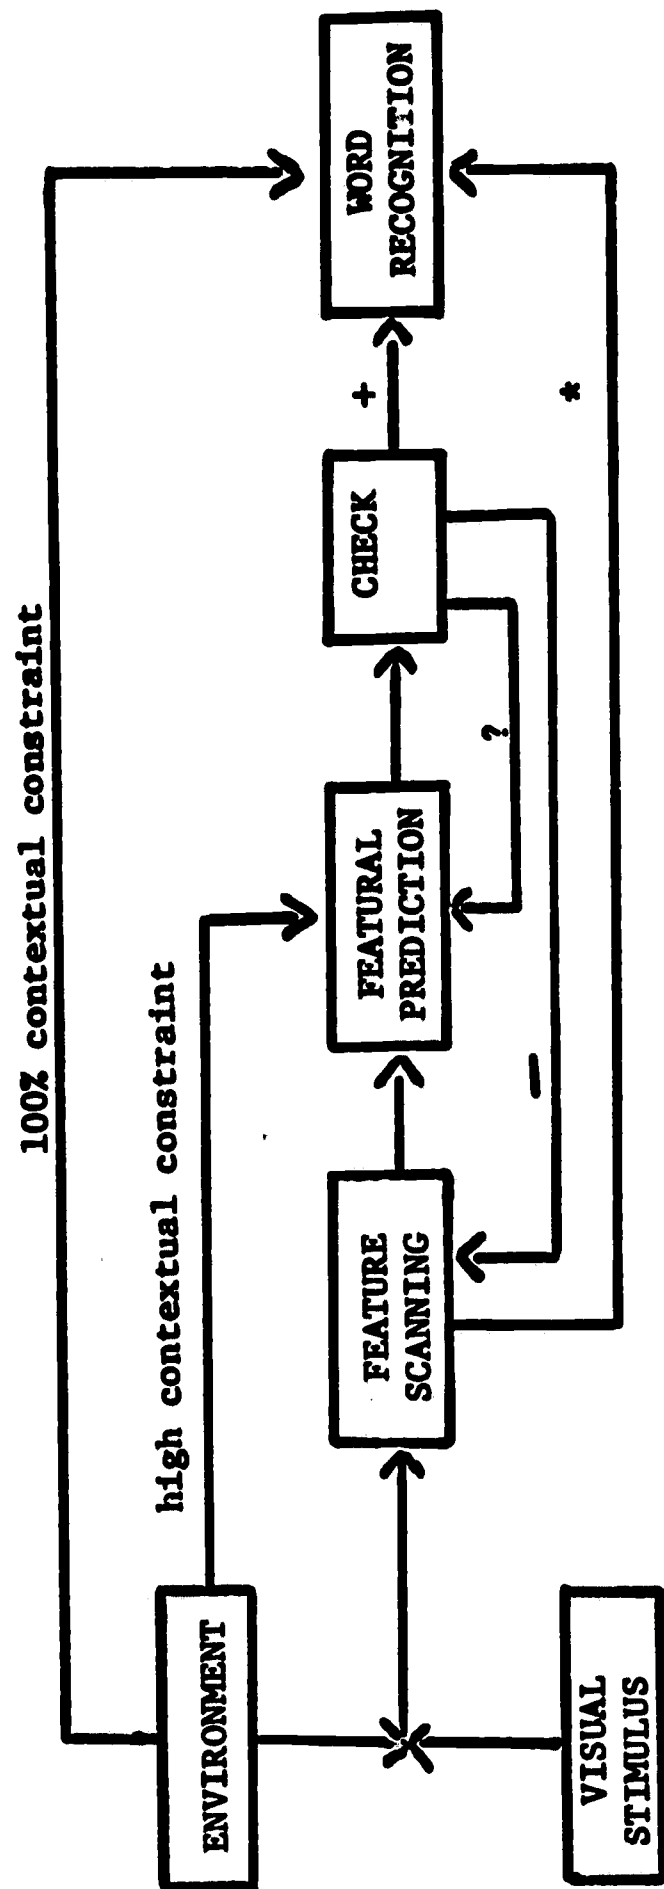 100% contextual constraint
high contextual constraint
ENVIRONMENT
VISUAL
STIMULUS
FEATURE
SCANNING
FEATURAL
PREDICTION
CHECK
WORD
RECOGNITION
+
?
—
*